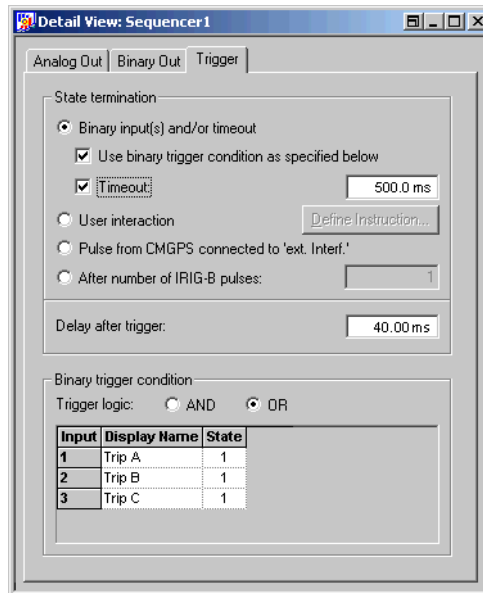 Detail View: Sequencer1
Analog Out Binary Out Trigger
State termination
Binary input(s) and/or timeout
Use binary trigger condition as specified below
Timeout: 500.0 ms
User interaction Define Instruction...
Pulse from CMGPS connected to 'ext. Interf.'
After number of IRIG-B pulses: 1
Delay after trigger: 40.00 ms
Binary trigger condition
Trigger logic: AND OR
Input Display Name State
1 Trip A 1
2 Trip B 1
3 Trip C 1